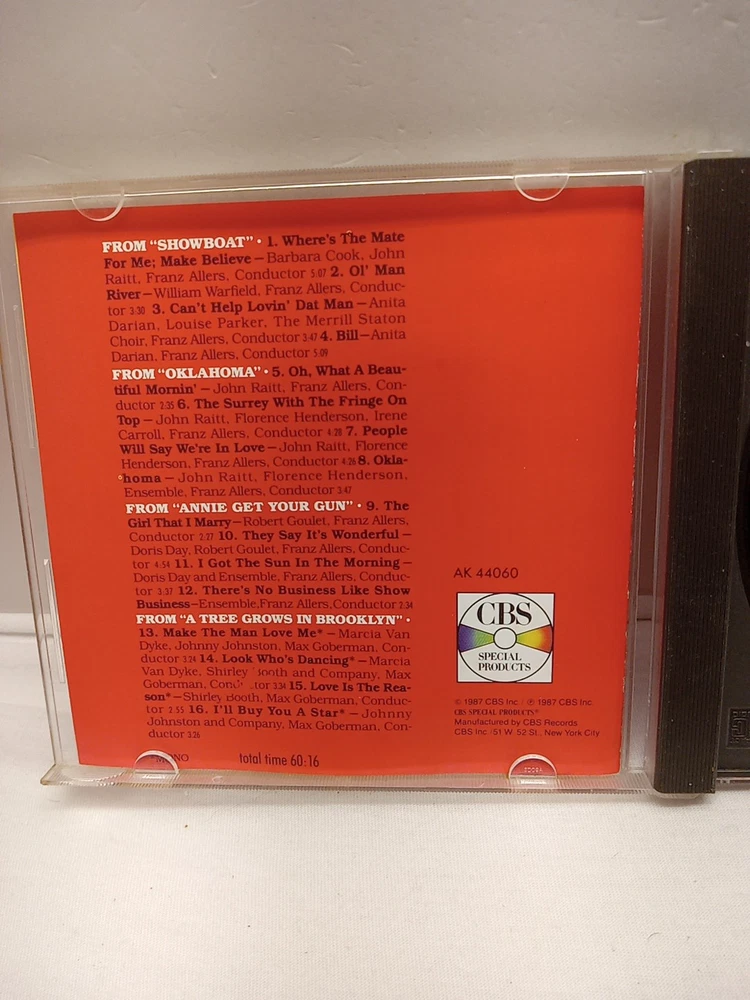 FROM "SHOWBOAT" • 1. Where's The Mate
For Me; Make Believe—Barbara Cook, John
Raitt, Franz Allers, Conductor 5:07 2. Ol' Man
River—William Warfield, Franz Allers, Conduc-
tor 3:30 3. Can't Help Lovin' Dat Man—Anita
Darian, Louise Parker, The Merrill Staton
Choir, Franz Allers, Conductor 3:47 4. Bill—Anita
Darian, Franz Allers, Conductor 5:09
FROM "OKLAHOMA" • 5. Oh, What A Beau-
tiful Mornin' — John Raitt, Franz Allers, Con-
ductor 2:35 6. The Surrey With The Fringe On
Top—John Raitt, Florence Henderson, Irene
Carroll, Franz Allers, Conductor 4:28 7. People
Will Say We're In Love—John Raitt, Florence
Henderson, Franz Allers, Conductor 4:26 8. Okla-
homa — John Raitt, Florence Henderson,
Ensemble, Franz Allers, Conductor 3:47
FROM "ANNIE GET YOUR GUN" • 9. The
Girl That I Marry—Robert Goulet, Franz Allers,
Conductor 2:27 10. They Say It's Wonderful—
Doris Day, Robert Goulet, Franz Allers, Conduc-
tor 4:54 11. I Got The Sun In The Morning—
Doris Day and Ensemble, Franz Allers, Conduc-
tor 3:37 12. There's No Business Like Show
Business—Ensemble, Franz Allers, Conductor 2:34
FROM "A TREE GROWS IN BROOKLYN" •
13. Make The Man Love Me* — Marcia Van
Dyke, Johnny Johnston, Max Goberman, Con-
ductor 3:24 14. Look Who's Dancing* — Marcia
Van Dyke, Shirley Booth and Company, Max
Goberman, Conductor 3:34 15. Love Is The Rea-
son*—Shirley Booth, Max Goberman, Conduc-
tor 2:55 16. I'll Buy You A Star* — Johnny
Johnston and Company, Max Goberman, Con-
ductor 3:26
*MONO
total time 60:16
AK 44060
CBS
SPECIAL
PRODUCTS
© 1987 CBS Inc. / ℗ 1987 CBS Inc.
CBS SPECIAL PRODUCTS®
Manufactured by CBS Records
CBS Inc. 51 W. 52 St., New York City